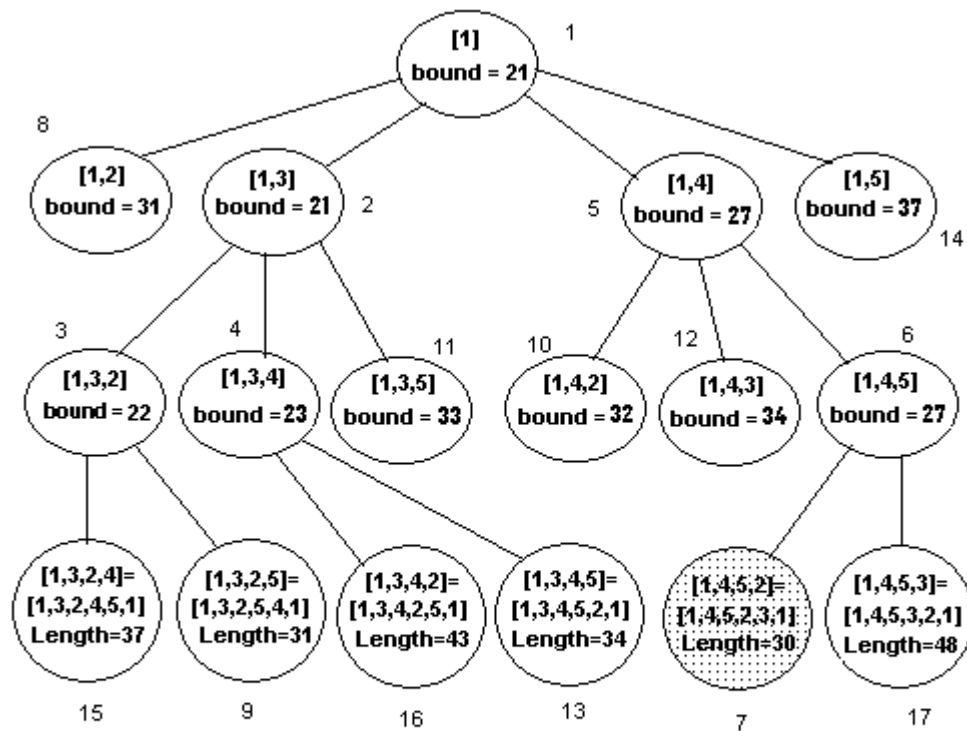 [1]
bound = 21
1
8
[1,2]
bound = 31
[1,3]
bound = 21
2
5
[1,4]
bound = 27
[1,5]
bound = 37
14
3
[1,3,2]
bound = 22
4
[1,3,4]
bound = 23
11
[1,3,5]
bound = 33
10
[1,4,2]
bound = 32
12
[1,4,3]
bound = 34
6
[1,4,5]
bound = 27
[1,3,2,4]=
[1,3,2,4,5,1]
Length=37
15
[1,3,2,5]=
[1,3,2,5,4,1]
Length=31
9
[1,3,4,2]=
[1,3,4,2,5,1]
Length=43
16
[1,3,4,5]=
[1,3,4,5,2,1]
Length=34
13
[1,4,5,2]=
[1,4,5,2,3,1]
Length=30
7
[1,4,5,3]=
[1,4,5,3,2,1]
Length=48
17